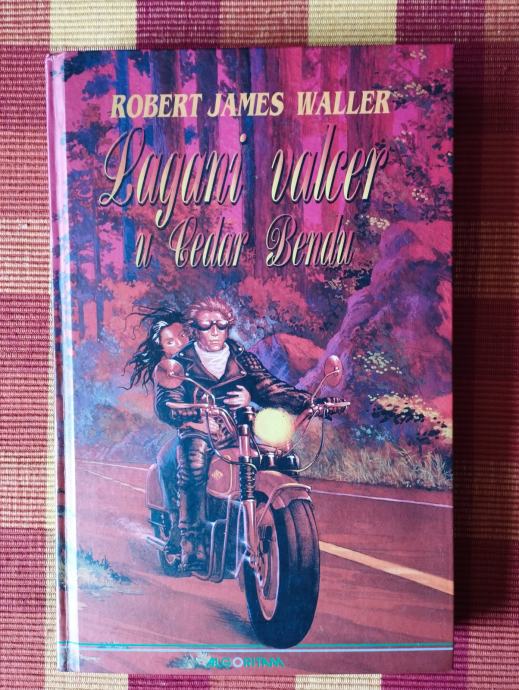 ROBERT JAMES WALLER
Lagani valcer
u Cedar Bendu
ALGORITAM